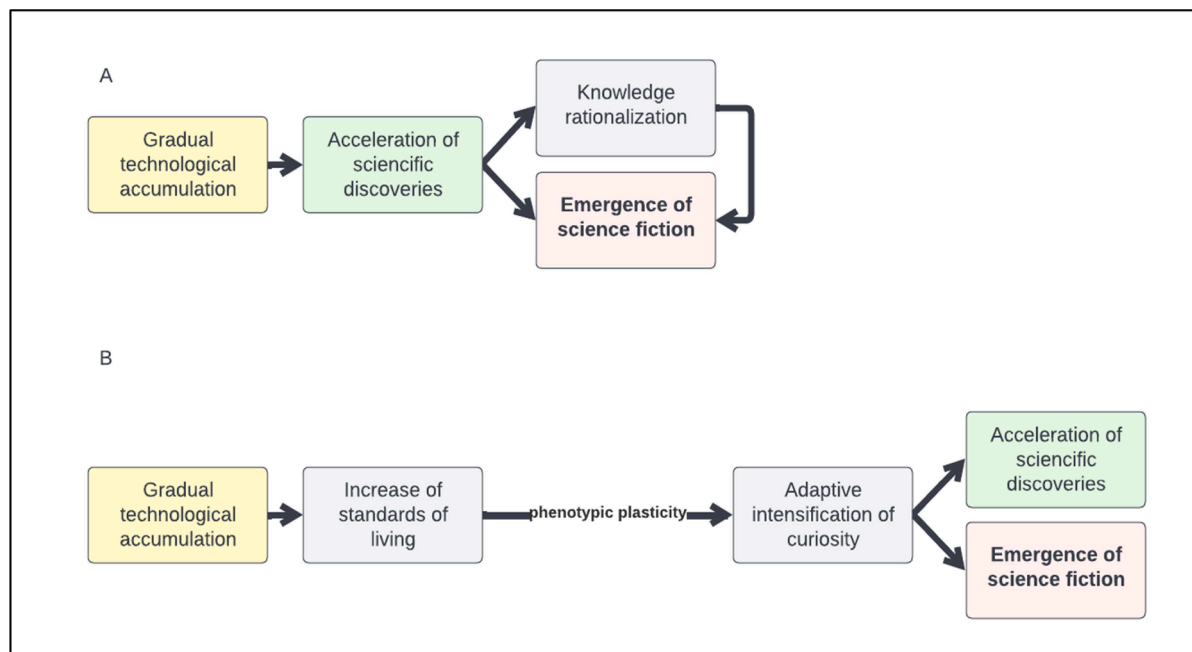 A
Gradual
technological
accumulation
Acceleration of
sciencific
discoveries
Knowledge
rationalization
Emergence of
science fiction
B
Gradual
technological
accumulation
Increase of
standards of
living
phenotypic plasticity
Adaptive
intensification of
curiosity
Acceleration of
sciencific
discoveries
Emergence of
science fiction